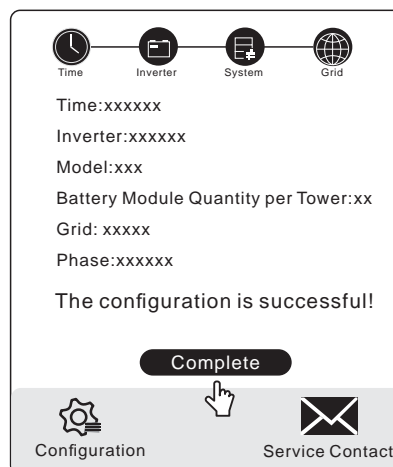 Time Inverter System Grid
Time:xxxxxx
Inverter:xxxxxx
Model:xxx
Battery Module Quantity per Tower:xx
Grid: xxxxx
Phase:xxxxxx
The configuration is successful!
Complete
Configuration Service Contact